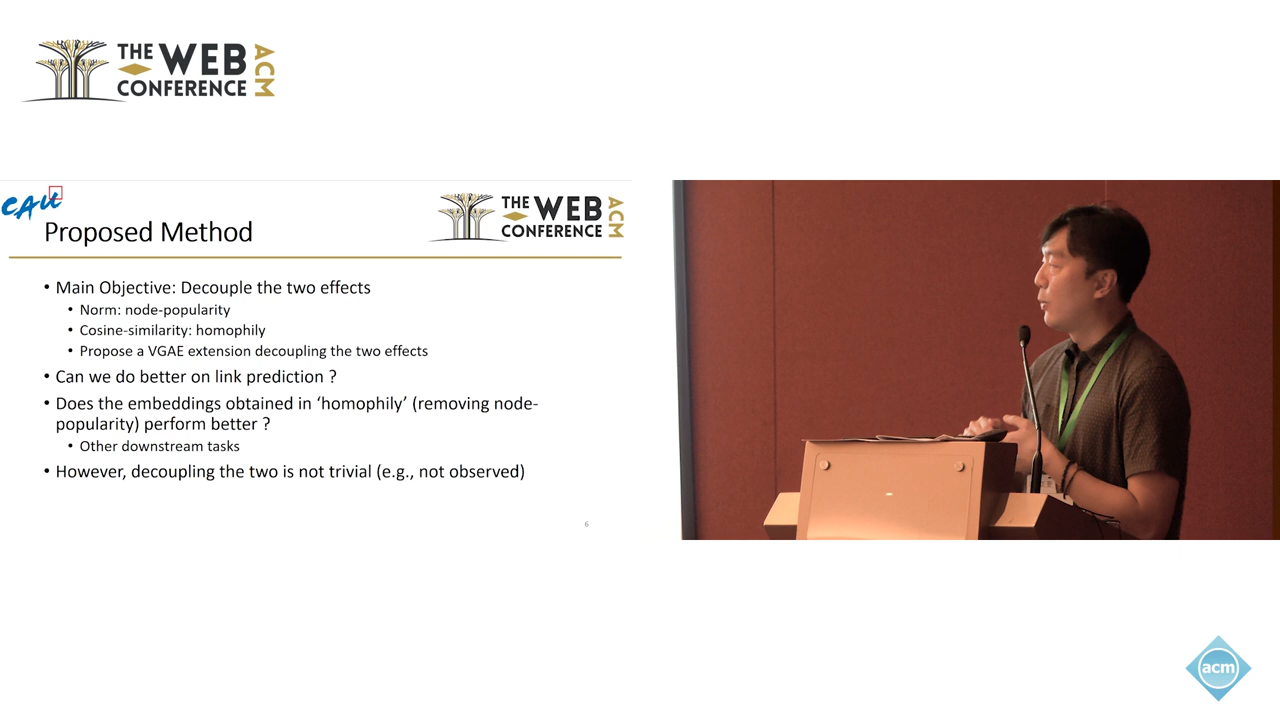 THE WEB
CONFERENCE
ACM
CAU
THE WEB
CONFERENCE
ACM
Proposed Method
• Main Objective: Decouple the two effects
• Norm: node-popularity
• Cosine-similarity: homophily
• Propose a VGAE extension decoupling the two effects
• Can we do better on link prediction ?
• Does the embeddings obtained in ‘homophily’ (removing node-
popularity) perform better ?
• Other downstream tasks
• However, decoupling the two is not trivial (e.g., not observed)
6
acm